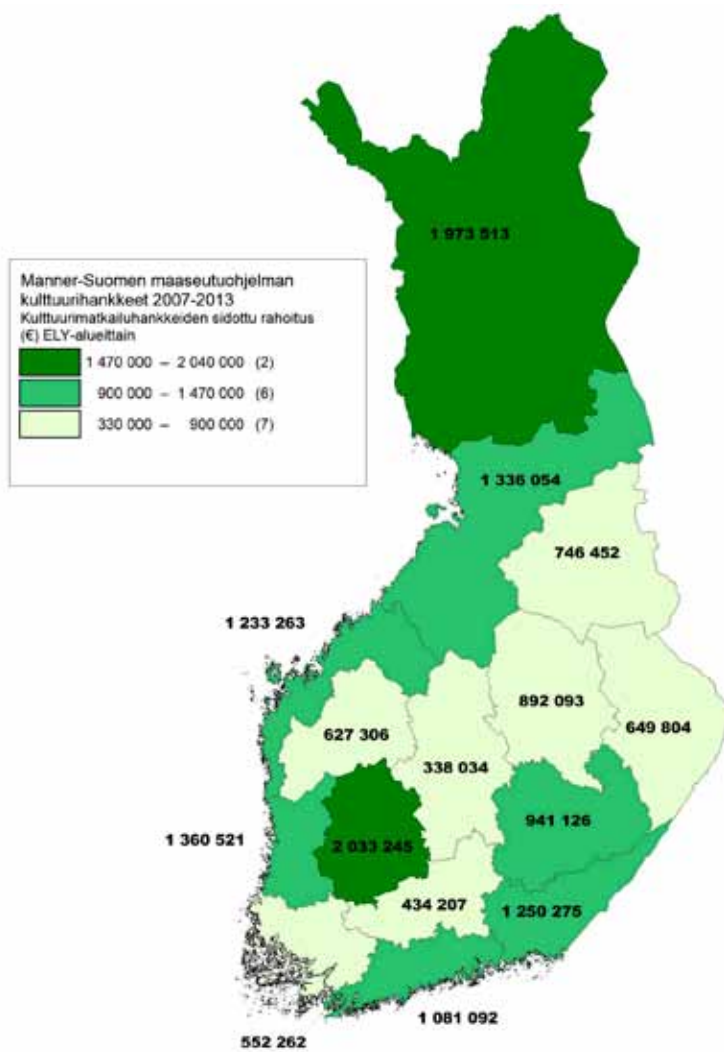 1 973 513
Manner-Suomen maaseutuohjelman
kulttuurihankkeet 2007-2013
Kulttuurimatkailuhankkeiden sidottu rahoitus
(€) ELY-alueittain
1 470 000 – 2 040 000 (2)
900 000 – 1 470 000 (6)
330 000 – 900 000 (7)
1 336 054
746 452
1 233 263
892 093
649 804
627 306
338 034
941 126
1 360 521
2 033 245
434 207
1 250 275
1 081 092
552 262